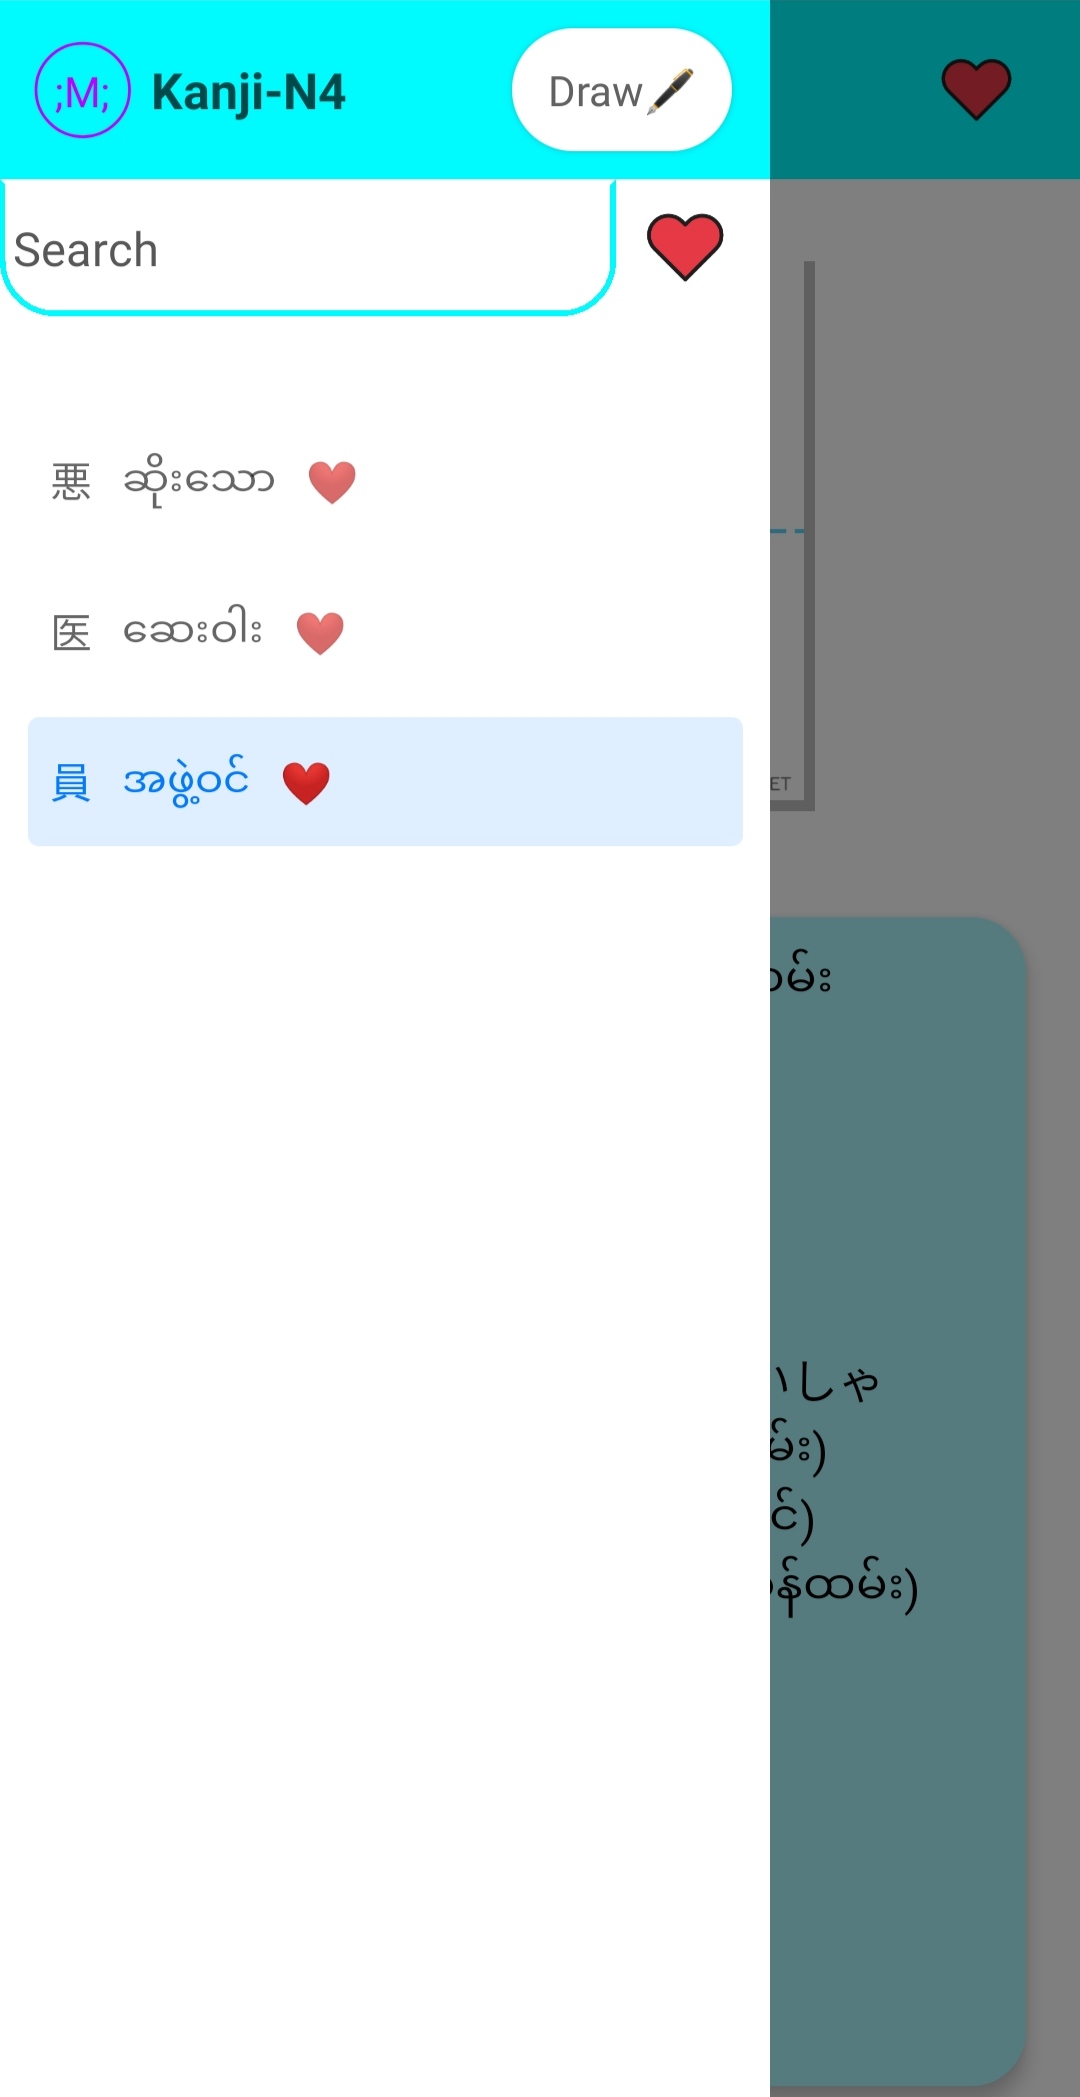 ;M; Kanji-N4 Draw
Search
悪 ဆိုးသော
医 ဆေးဝါး
員 အဖွဲ့ဝင်
ET
မ်း
しゃ
မ်း)
င်)
န်ထမ်း)